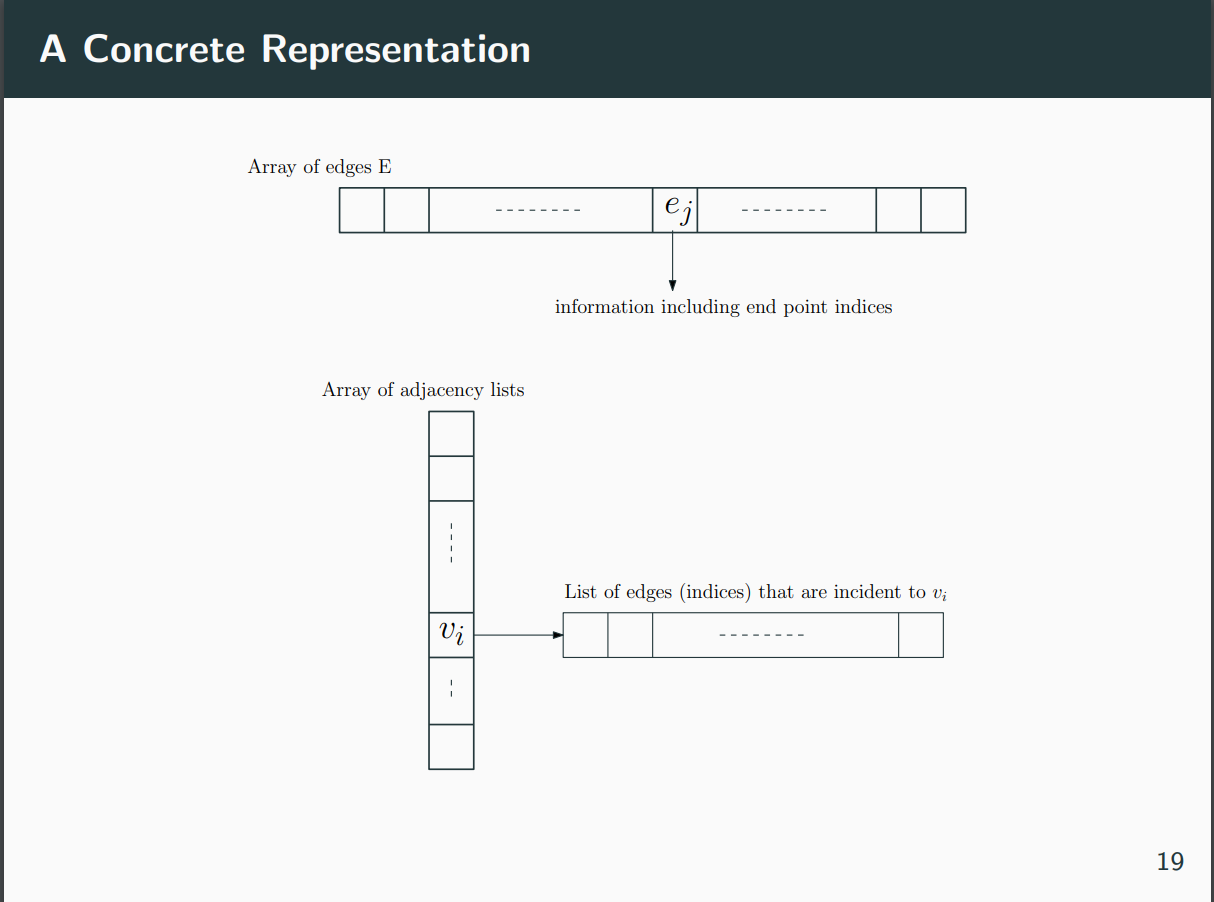 A Concrete Representation
Array of edges E
e_j
information including end point indices
Array of adjacency lists
List of edges (indices) that are incident to v_i
v_i
19